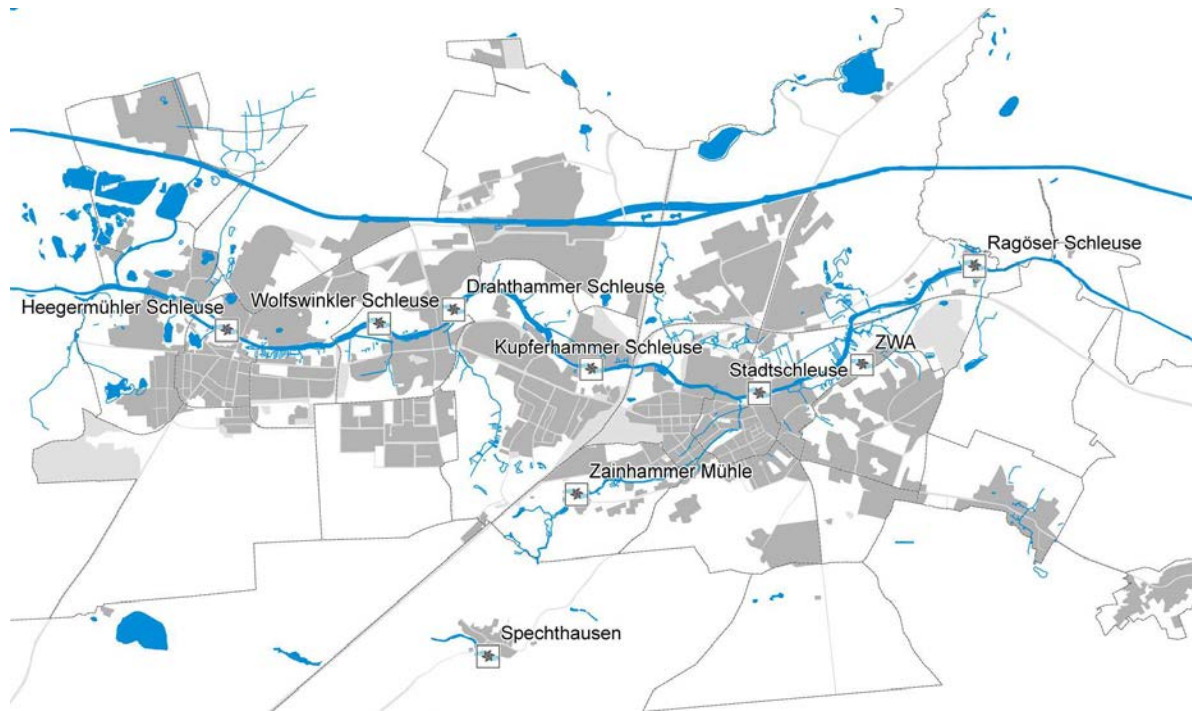 Ragöser Schleuse
Drahthammer Schleuse
Wolfswinkler Schleuse
Heegermühler Schleuse
ZWA
Kupferhammer Schleuse
Stadtschleuse
Zainhammer Mühle
Spechthausen